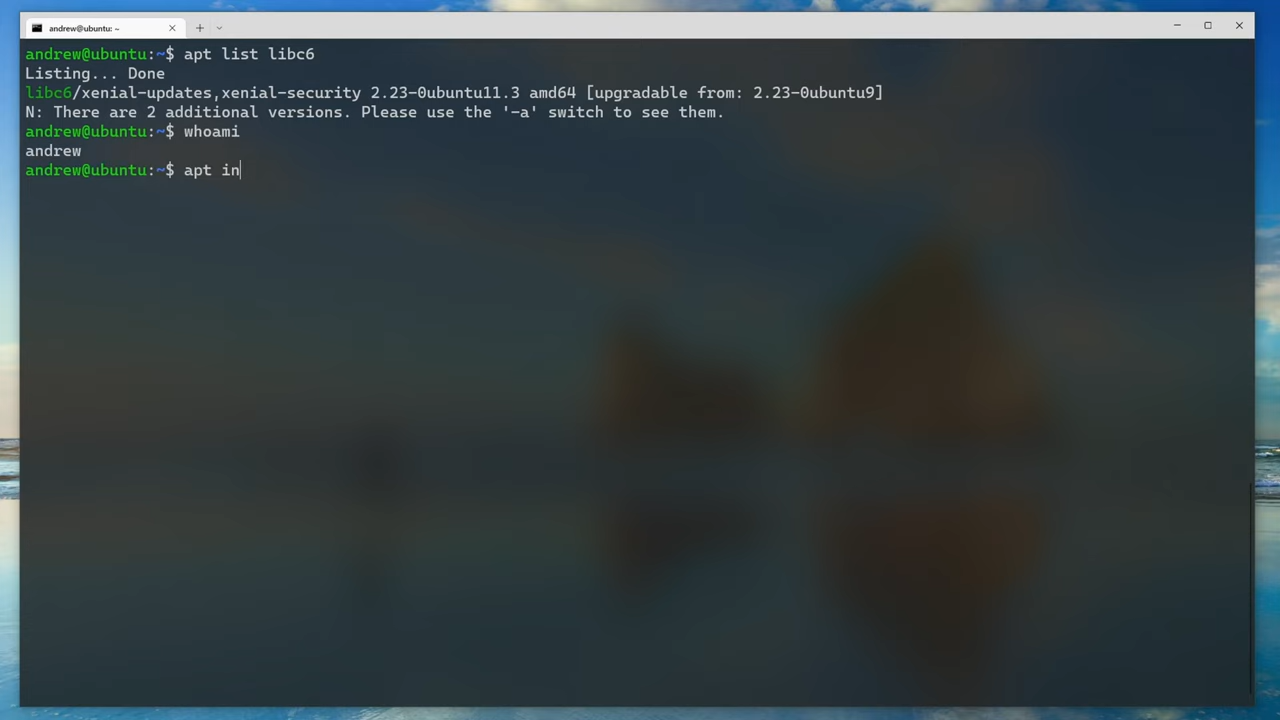 andrew@ubuntu: ~
andrew@ubuntu:~$ apt list libc6
Listing... Done
libc6/xenial-updates,xenial-security 2.23-0ubuntu11.3 amd64 [upgradable from: 2.23-0ubuntu9]
N: There are 2 additional versions. Please use the '-a' switch to see them.
andrew@ubuntu:~$ whoami
andrew
andrew@ubuntu:~$ apt in